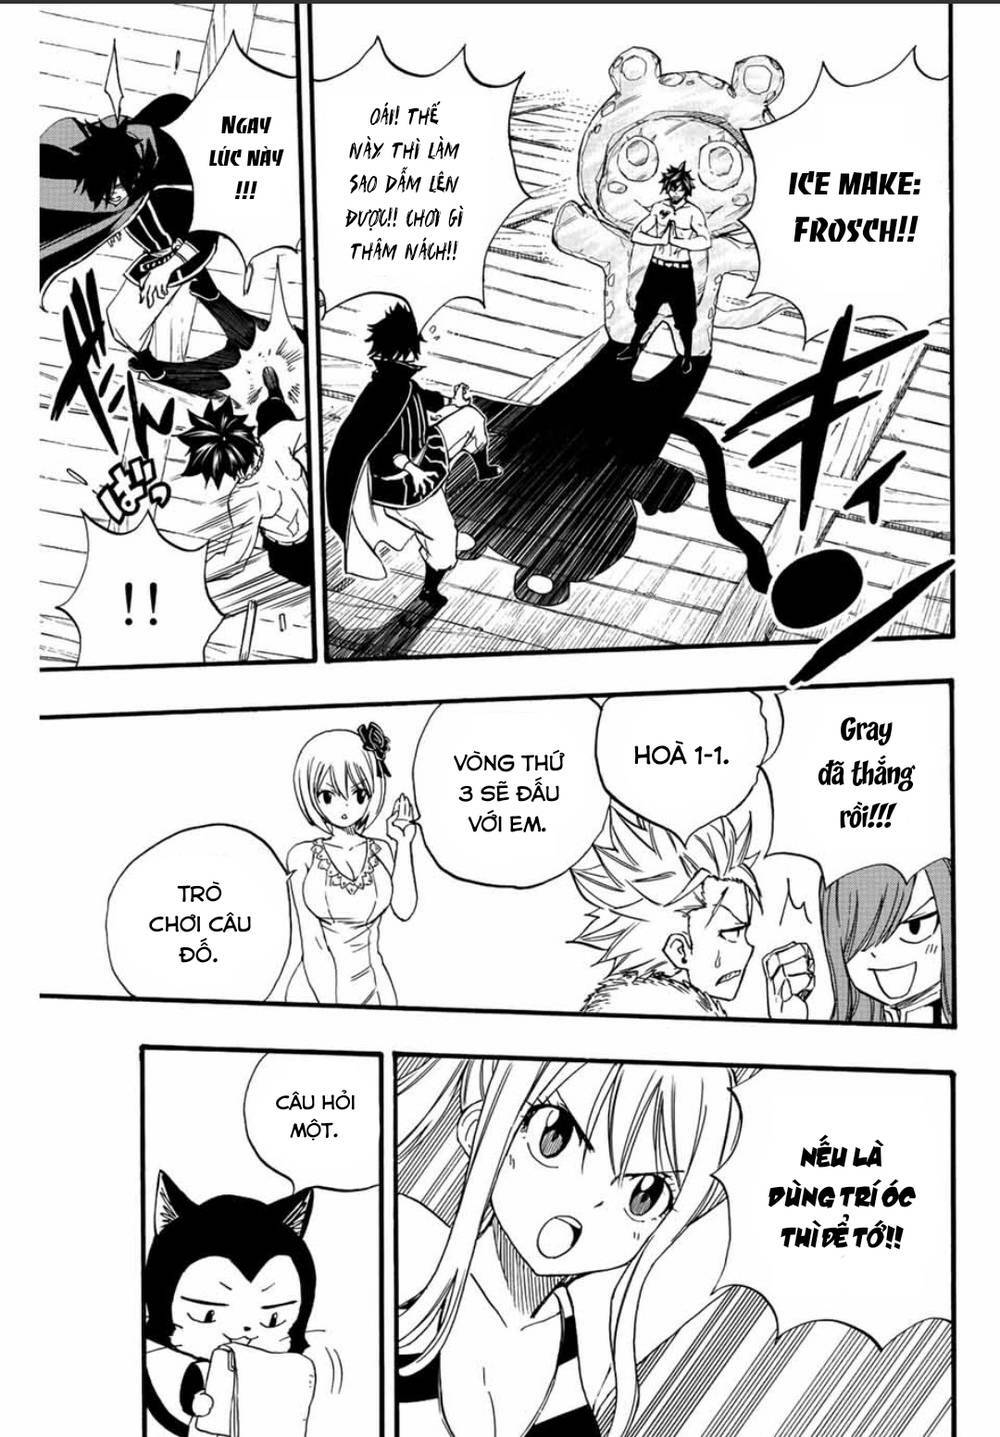 ICE MAKE:
FROSCH!!
OÁI! THẾ
NÀY THÌ LÀM
SAO DẪM LÊN
ĐƯỢC!! CHƠI GÌ
THÂM NÁCH!!
NGAY
LÚC NÀY
!!!
ばっ
!!
Gray
đã thắng
rồi!!!
HOÀ 1-1.
VÒNG THỨ
3 SẼ ĐẤU
VỚI EM.
TRÒ
CHƠI CÂU
ĐỐ.
NẾU LÀ
DÙNG TRÍ ÓC
THÌ ĐỂ TỚ!!
CÂU HỎI
MỘT.